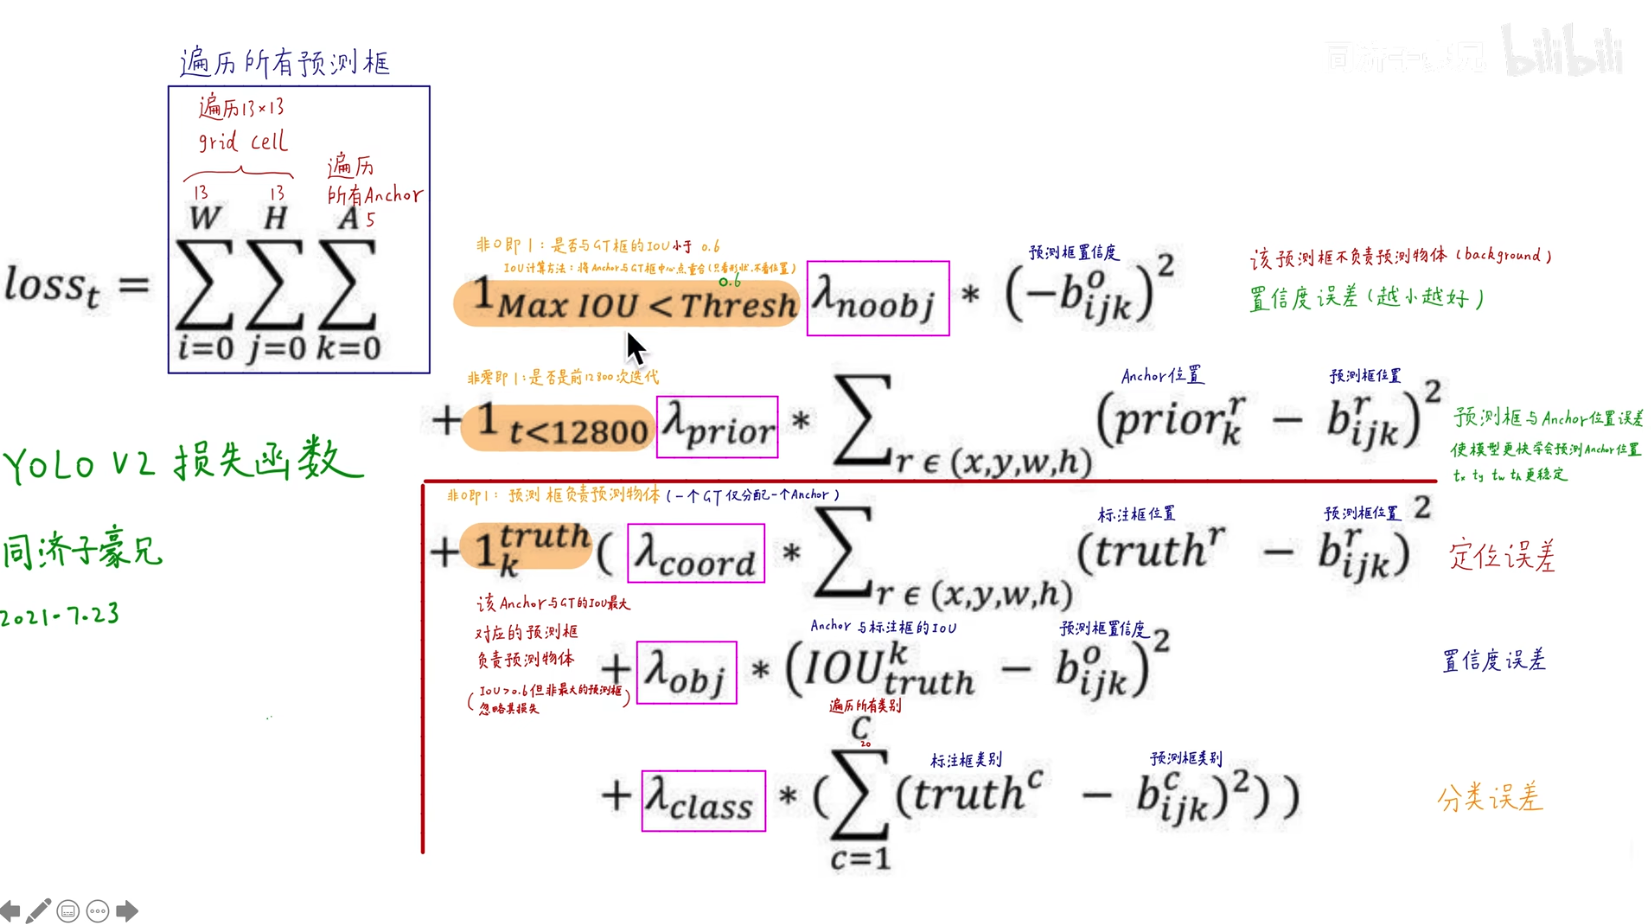 同济子豪兄 bilibili
遍历所有预测框
遍历13×13
grid cell
遍历
所有Anchor
13 13 5
loss_t = \sum_{i=0}^{W} \sum_{j=0}^{H} \sum_{k=0}^{A}
非0即1：是否与GT框的IOU小于 0.6
IOU计算方法：将Anchor与GT框中心点重合(只看形状,不看位置)
0.6
预测框置信度
1_{Max IOU < Thresh} λ_{noobj} * (-b_{ijk}^{o})^2
该预测框不负责预测物体(background)
置信度误差(越小越好)
非零即1：是否是前12800次迭代
Anchor位置 预测框位置
+ 1_{t<12800} λ_{prior} * \sum_{r ∈ (x,y,w,h)} (prior_k^r - b_{ijk}^r)^2
预测框与Anchor位置误差
使模型更快学会预测Anchor位置
tx ty tw th更稳定
YOLO V2 损失函数
同济子豪兄
2021-7.23
非0即1：预测框负责预测物体(一个GT仅分配一个Anchor)
标注框位置 预测框位置
+ 1_k^{truth} ( λ_{coord} * \sum_{r ∈ (x,y,w,h)} (truth^r - b_{ijk}^r)^2
定位误差
该Anchor与GT的IOU最大
对应的预测框
负责预测物体
(IOU>0.6但非最大的预测框
忽略其损失)
Anchor与标注框的IOU 预测框置信度
+ λ_{obj} * (IOU_{truth}^k - b_{ijk}^o)^2
置信度误差
遍历所有类别
20
标注框类别 预测框类别
+ λ_{class} * ( \sum_{c=1}^{C} (truth^c - b_{ijk}^c)^2 ) )
分类误差